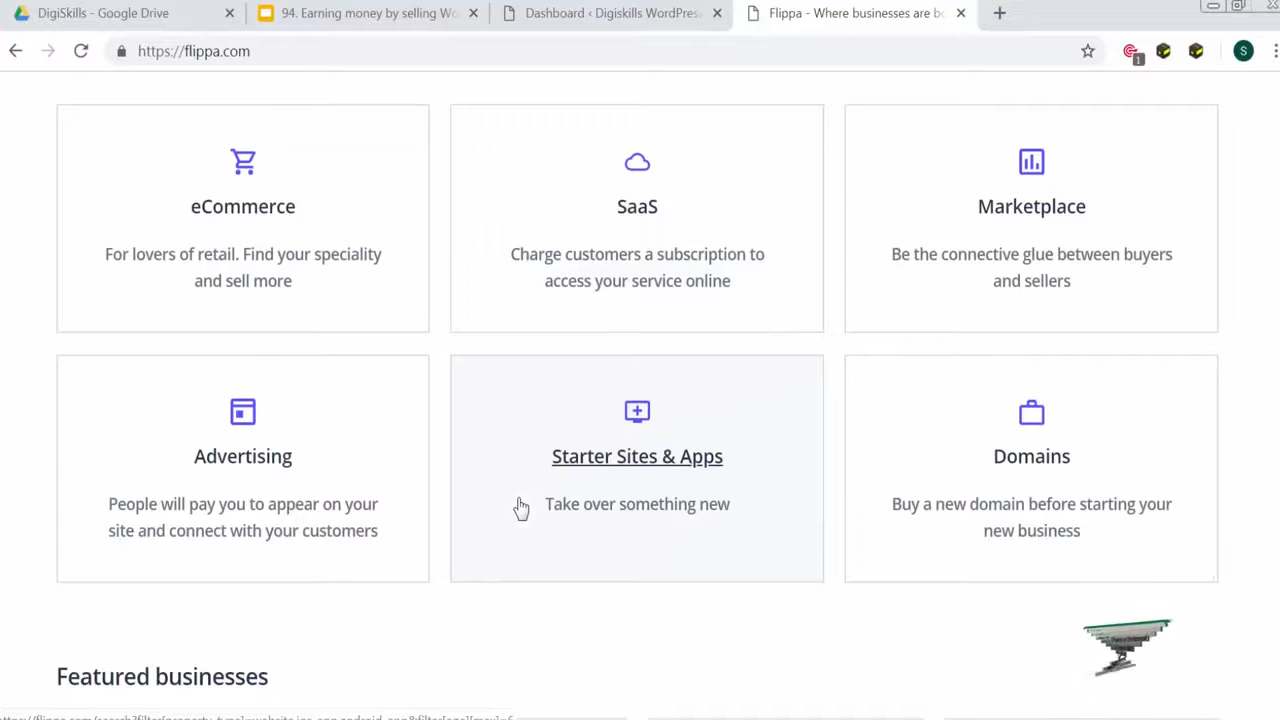 DigiSkills - Google Drive
94. Earning money by selling Wo
Dashboard ‹ Digiskills WordPres
Flippa - Where businesses are bo
https://flippa.com
1
S
eCommerce
For lovers of retail. Find your speciality
and sell more
SaaS
Charge customers a subscription to
access your service online
Marketplace
Be the connective glue between buyers
and sellers
Advertising
People will pay you to appear on your
site and connect with your customers
Starter Sites & Apps
Take over something new
Domains
Buy a new domain before starting your
new business
Featured businesses